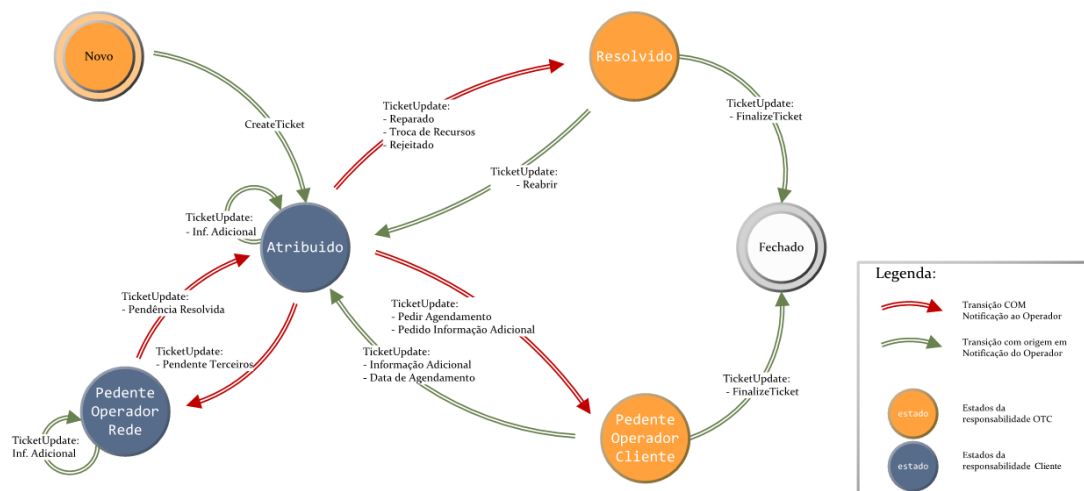 Novo
CreateTicket
TicketUpdate:
- Reparado
- Troca de Recursos
- Rejeitado
Resolvido
TicketUpdate:
- FinalizeTicket
TicketUpdate:
- Reabrir
TicketUpdate:
- Inf. Adicional
Atribuido
Fechado
TicketUpdate:
- Pendência Resolvida
TicketUpdate:
- Pedir Agendamento
- Pedido Informação Adicional
TicketUpdate:
- Pendente Terceiros
TicketUpdate:
- Informação Adicional
- Data de Agendamento
TicketUpdate:
- FinalizeTicket
Pedente
Operador
Rede
TicketUpdate:
Inf. Adicional
Pedente
Operador
Cliente
Legenda:
Transição COM
Notificação ao Operador
Transição com origem em
Notificação do Operador
estado
Estados da
responsabilidade OTC
estado
Estados da
responsabilidade Cliente